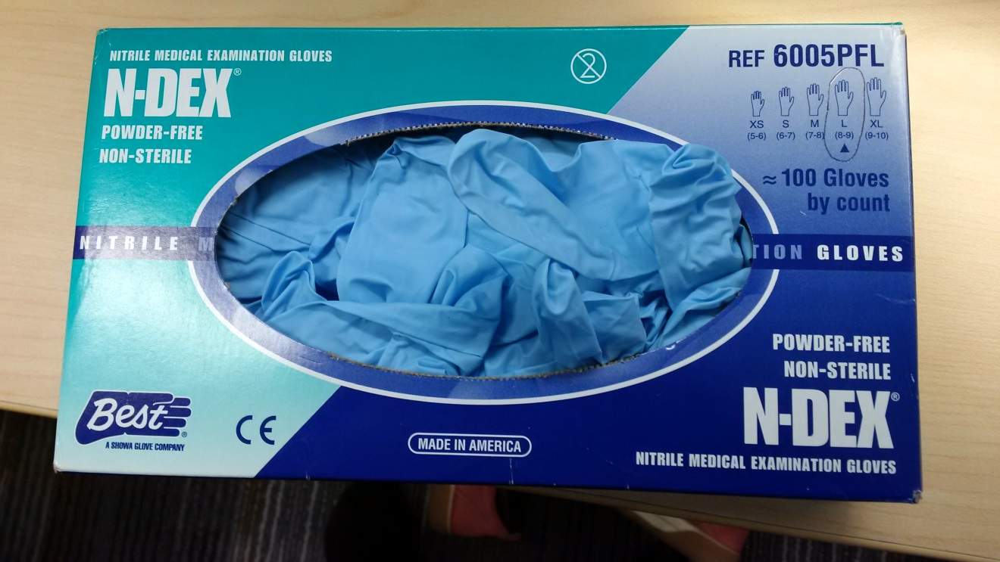 NITRILE MEDICAL EXAMINATION GLOVES
N-DEX®
POWDER-FREE
NON-STERILE
2
REF 6005PFL
XS S M L XL
(5-6) (6-7) (7-8) (8-9) (9-10)
≈ 100 Gloves
by count
NITRILE M
TION GLOVES
POWDER-FREE
NON-STERILE
N-DEX®
NITRILE MEDICAL EXAMINATION GLOVES
Best®
A SHOWA GLOVE COMPANY
CE
MADE IN AMERICA